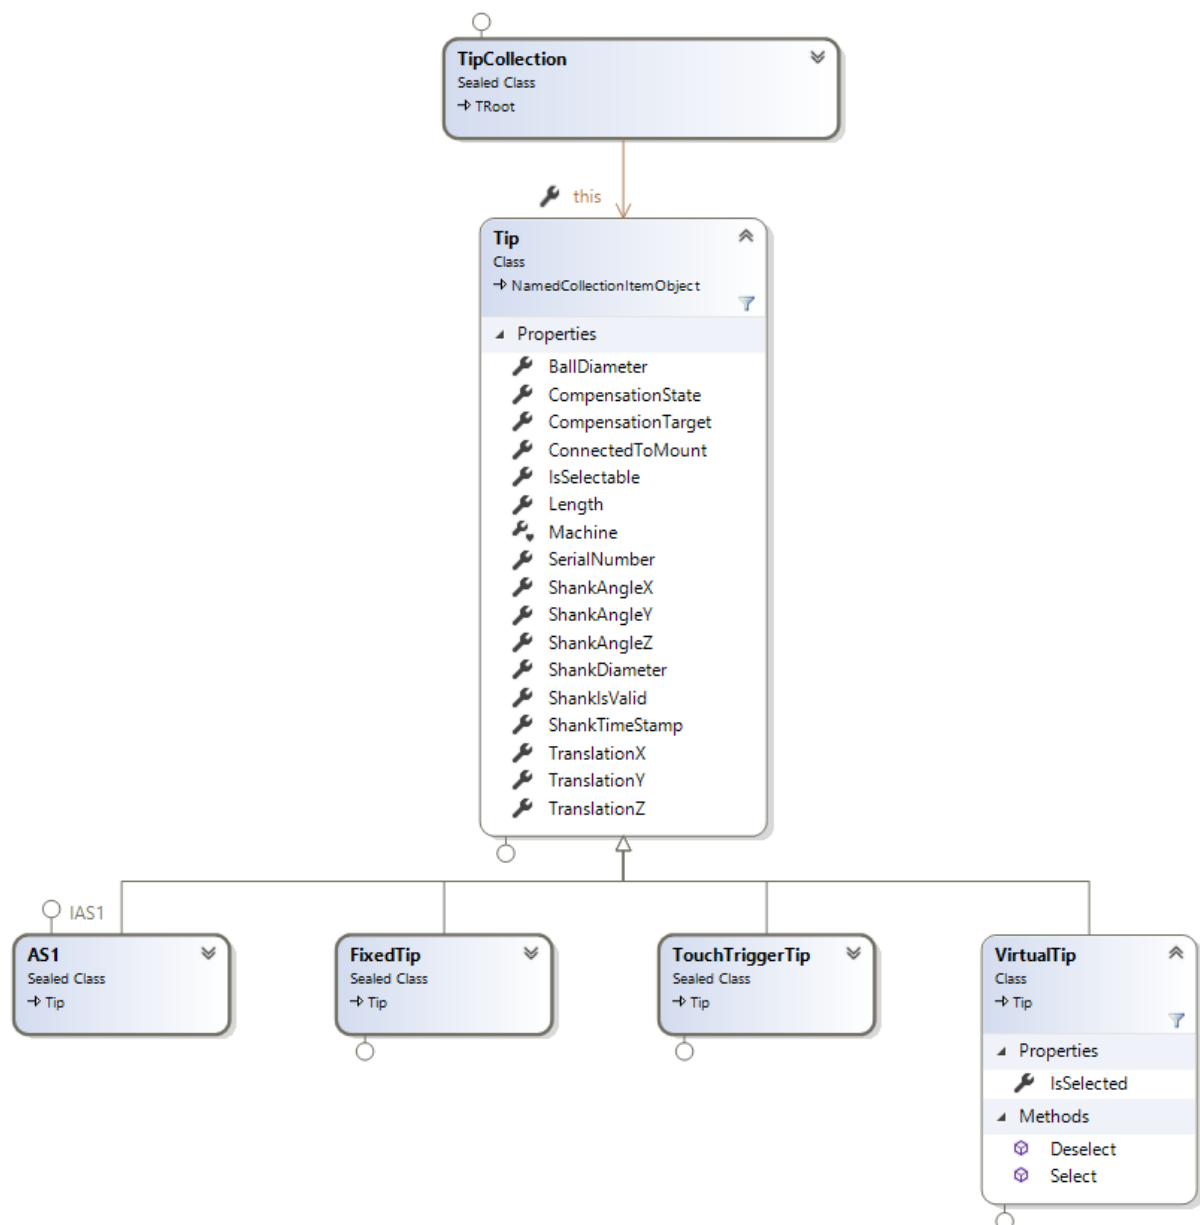 TipCollection
Sealed Class
TRoot
this
Tip
Class
NamedCollectionItemObject
Properties
BallDiameter
CompensationState
CompensationTarget
ConnectedToMount
IsSelectable
Length
Machine
SerialNumber
ShankAngleX
ShankAngleY
ShankAngleZ
ShankDiameter
ShankIsValid
ShankTimeStamp
TranslationX
TranslationY
TranslationZ
IAS1
AS1
Sealed Class
Tip
FixedTip
Sealed Class
Tip
TouchTriggerTip
Sealed Class
Tip
VirtualTip
Class
Tip
Properties
IsSelected
Methods
Deselect
Select